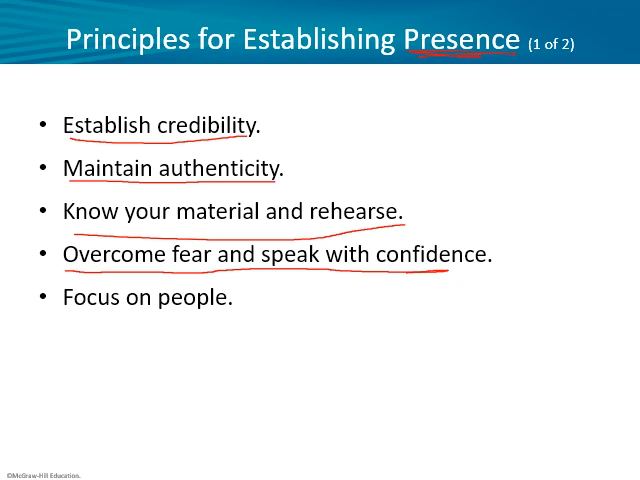 Principles for Establishing Presence (1 of 2)
• Establish credibility.
• Maintain authenticity.
• Know your material and rehearse.
• Overcome fear and speak with confidence.
• Focus on people.
©McGraw-Hill Education.